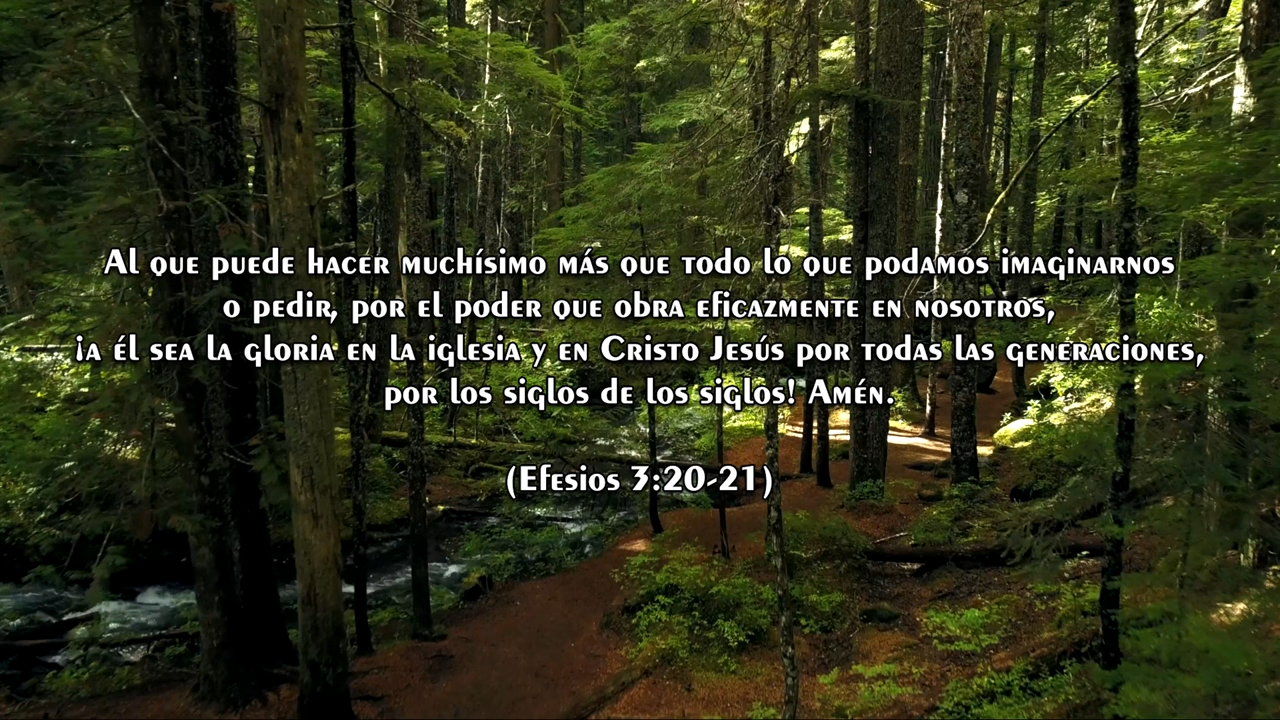 Al que puede hacer muchísimo más que todo lo que podamos imaginarnos
o pedir, por el poder que obra eficazmente en nosotros,
¡a él sea la gloria en la iglesia y en Cristo Jesús por todas las generaciones,
por los siglos de los siglos! Amén.
(Efesios 3:20-21)